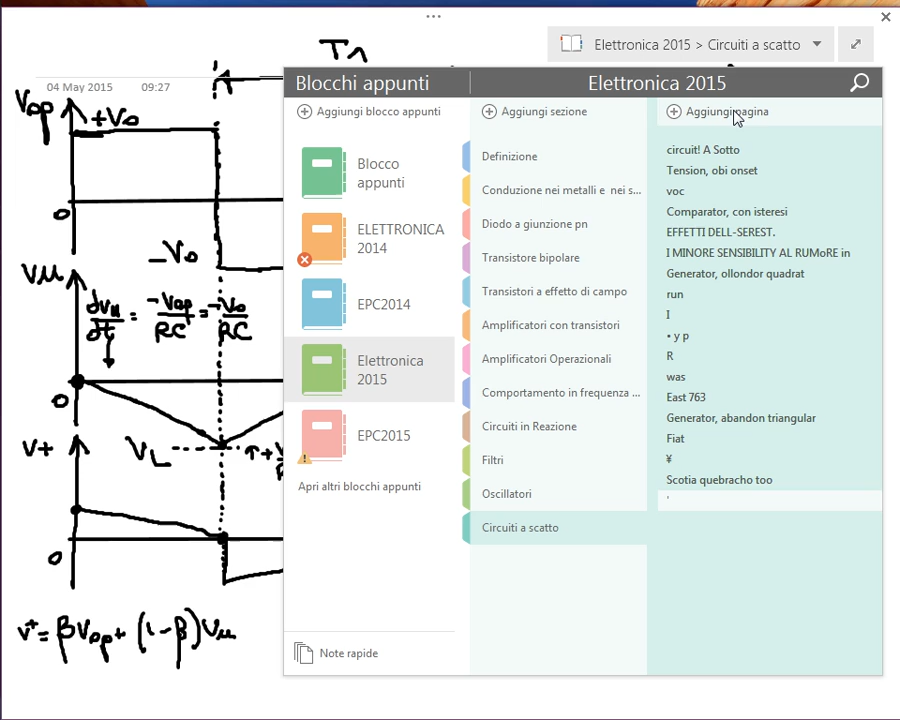 Elettronica 2015 > Circuiti a scatto
T1
04 May 2015 09:27
Blocchi appunti
Elettronica 2015
Aggiungi blocco appunti
Aggiungi sezione
Aggiungi pagina
Blocco
appunti
ELETTRONICA
2014
EPC2014
Elettronica
2015
EPC2015
Apri altri blocchi appunti
Note rapide
Definizione
Conduzione nei metalli e nei s...
Diodo a giunzione pn
Transistore bipolare
Transistori a effetto di campo
Amplificatori con transistori
Amplificatori Operazionali
Comportamento in frequenza ...
Circuiti in Reazione
Filtri
Oscillatori
Circuiti a scatto
circuit! A Sotto
Tension, obi onset
voc
Comparator, con isteresi
EFFETTI DELL-SEREST.
I MINORE SENSIBILITY AL RUMoRE in
Generator, ollondor quadrat
run
I
• y p
R
was
East 763
Generator, abandon triangular
Fiat
¥
Scotia quebracho too
'
Vop
+Vo
0
-Vo
Vu
dvu/dt = -Vop/RC = -Vo/RC
0
V+
VL
0
v+ = βVop + (1-β)Vu